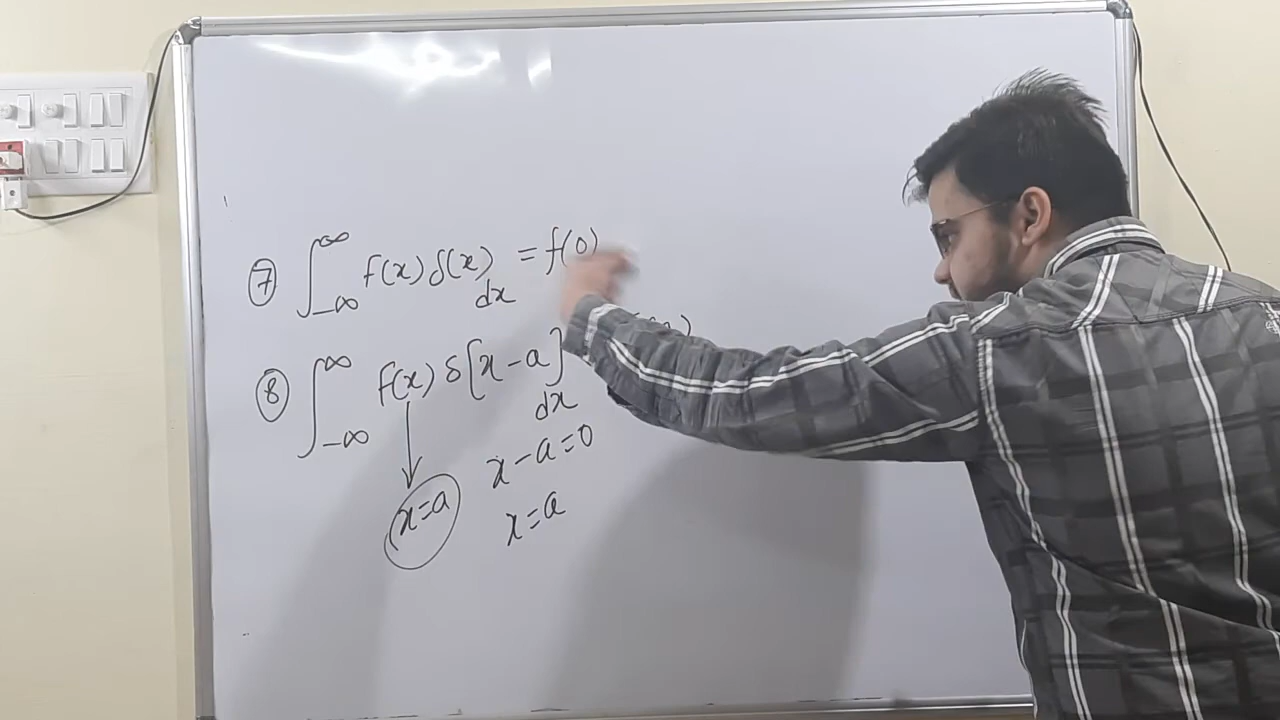 ⑦ ∫_{-∞}^{∞} f(x) δ(x) dx = f(0)
⑧ ∫_{-∞}^{∞} f(x) δ[x-a] dx
x-a=0
x=a
x=a